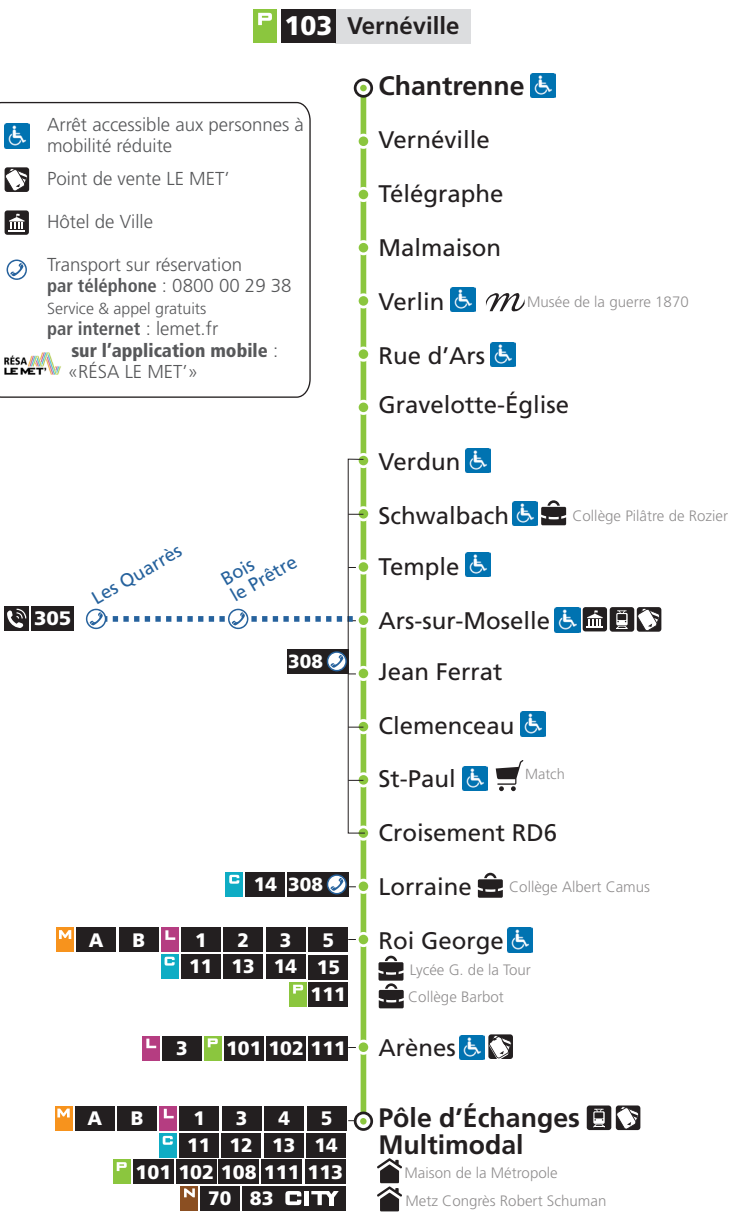 P 103 Vernéville
Chantrenne
Arrêt accessible aux personnes à
mobilité réduite
Point de vente LE MET'
Hôtel de Ville
Transport sur réservation
par téléphone : 0800 00 29 38
Service & appel gratuits
par internet : lemet.fr
sur l'application mobile :
RÉSA
LE MET' «RÉSA LE MET'»
Vernéville
Télégraphe
Malmaison
Verlin m Musée de la guerre 1870
Rue d'Ars
Gravelotte-Église
Verdun
Schwalbach Collège Pilâtre de Rozier
Temple
Les Quarrès
Bois
le Prêtre
305 Ars-sur-Moselle
308 Jean Ferrat
Clemenceau
St-Paul Match
Croisement RD6
C 14 308 Lorraine Collège Albert Camus
M A B L 1 2 3 5 Roi George
C 11 13 14 15 Lycée G. de la Tour
P 111 Collège Barbot
L 3 P 101 102 111 Arènes
M A B L 1 3 4 5 Pôle d'Échanges
C 11 12 13 14 Multimodal
P 101 102 108 111 113 Maison de la Métropole
N 70 83 CITY Metz Congrès Robert Schuman